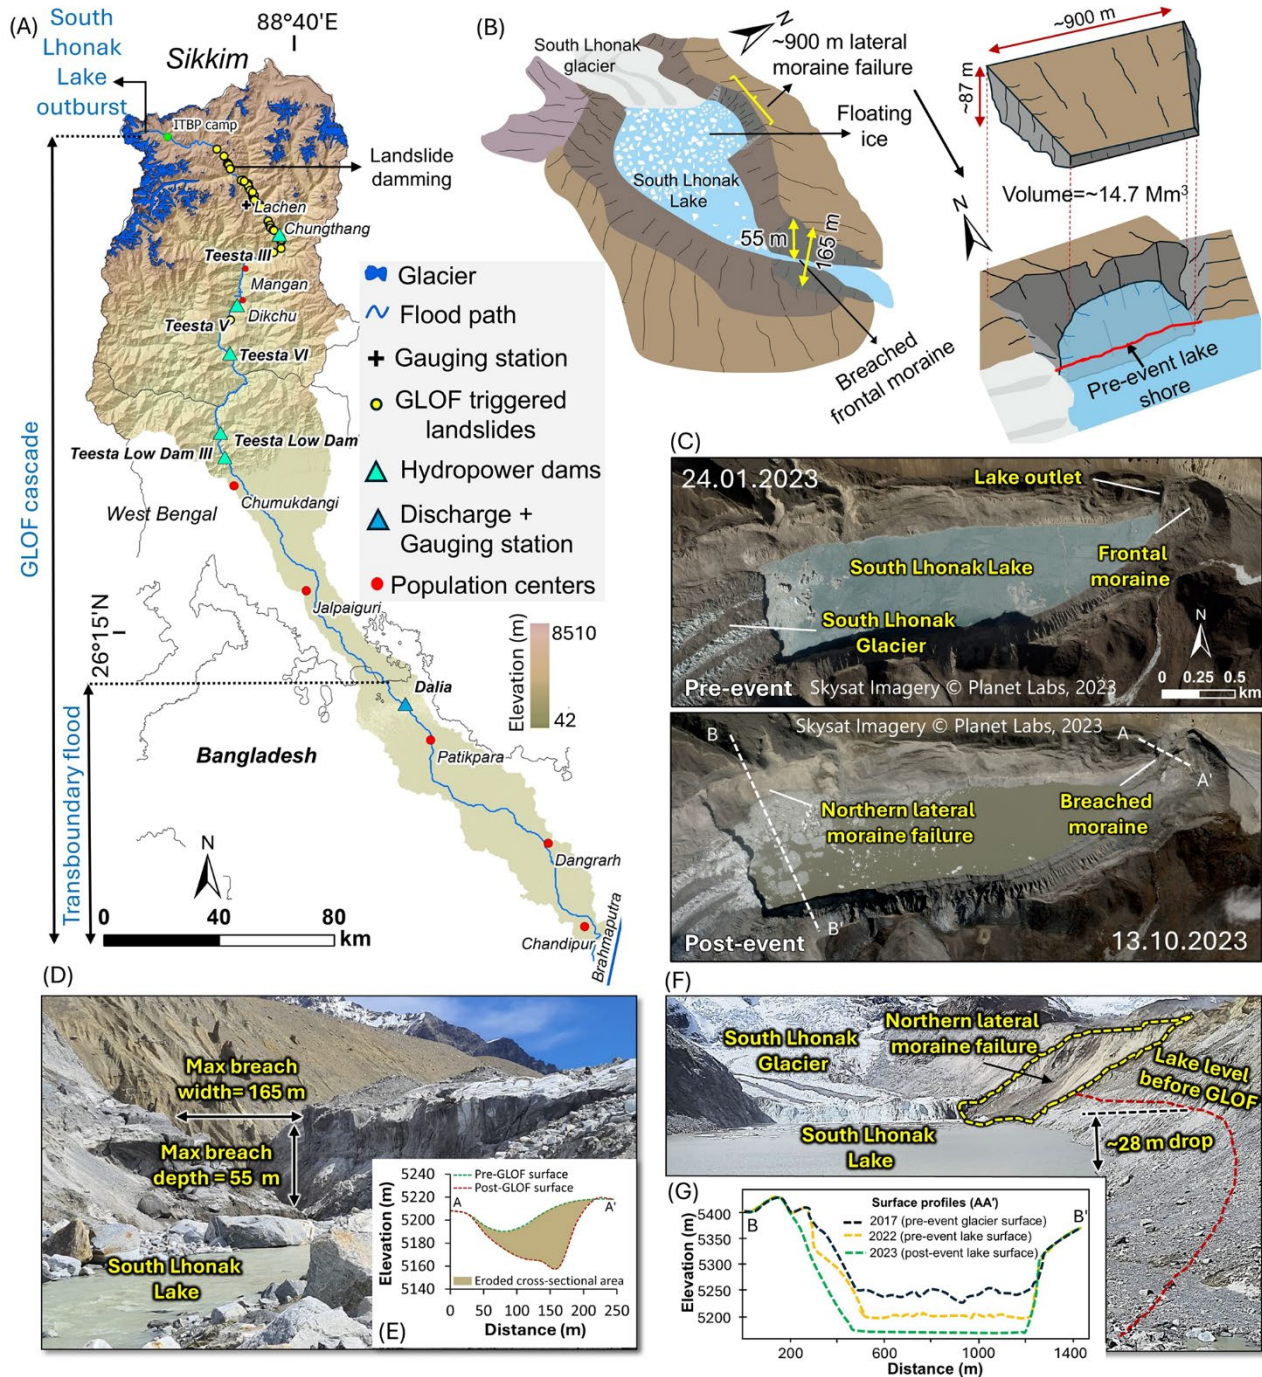 (A)
South
Lhonak
Lake
outburst
88°40'E
Sikkim
ITBP camp
Landslide
damming
Lachen
Chungthang
Teesta III
Mangan
Dikchu
Teesta V
Teesta VI
Teesta Low Dam
Teesta Low Dam III
Chumukdangi
West Bengal
Jalpaiguri
26°15'N
Dalia
Bangladesh
Patikpara
Dangrarh
Chandipur
Brahmaputra
GLOF cascade
Transboundary flood
Glacier
Flood path
Gauging station
GLOF triggered
landslides
Hydropower dams
Discharge +
Gauging station
Population centers
Elevation (m)
8510
42
N
0 40 80
km
(B)
South Lhonak
glacier
N
~900 m lateral
moraine failure
Floating
ice
South Lhonak
Lake
55 m
165 m
Breached
frontal moraine
~900 m
~87 m
Volume=~14.7 Mm³
N
Pre-event lake
shore
(C)
24.01.2023
Lake outlet
South Lhonak Lake
Frontal
moraine
South Lhonak
Glacier
N
0 0.25 0.5
km
Pre-event
Skysat Imagery © Planet Labs, 2023
Skysat Imagery © Planet Labs, 2023
B
A
A'
Northern lateral
moraine failure
Breached
moraine
B'
Post-event
13.10.2023
(D)
Max breach
width= 165 m
Max breach
depth = 55 m
South Lhonak
Lake
(E)
Pre-GLOF surface
Post-GLOF surface
A
A'
Eroded cross-sectional area
Elevation (m)
5240
5220
5200
5180
5160
5140
0 50 100 150 200 250
Distance (m)
(F)
South Lhonak
Glacier
Northern lateral
moraine failure
Lake level
before GLOF
~28 m drop
South Lhonak
Lake
(G)
Surface profiles (AA')
2017 (pre-event glacier surface)
2022 (pre-event lake surface)
2023 (post-event lake surface)
B
B'
Elevation (m)
5400
5350
5300
5250
5200
200 600 1000 1400
Distance (m)